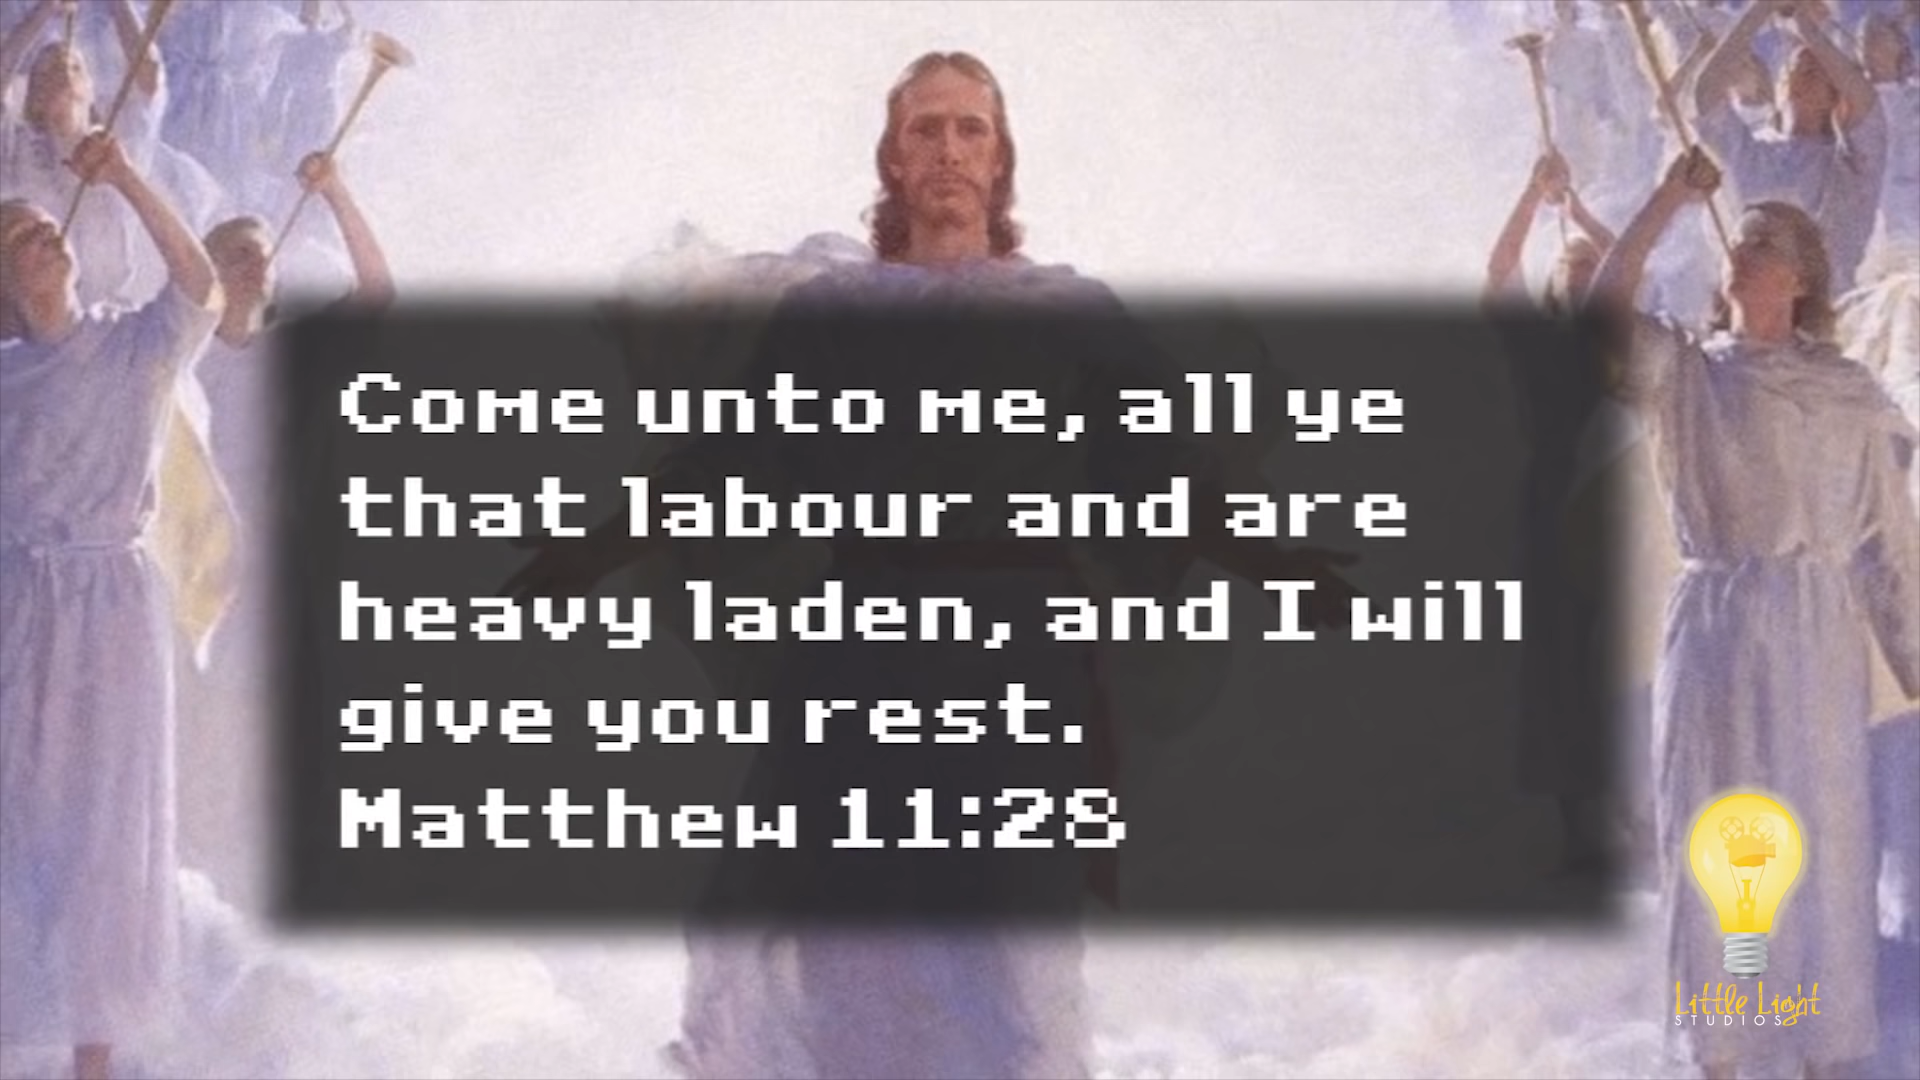 Come unto me, all ye
that labour and are
heavy laden, and I will
give you rest.
Matthew 11:28
Little Light
STUDIOS